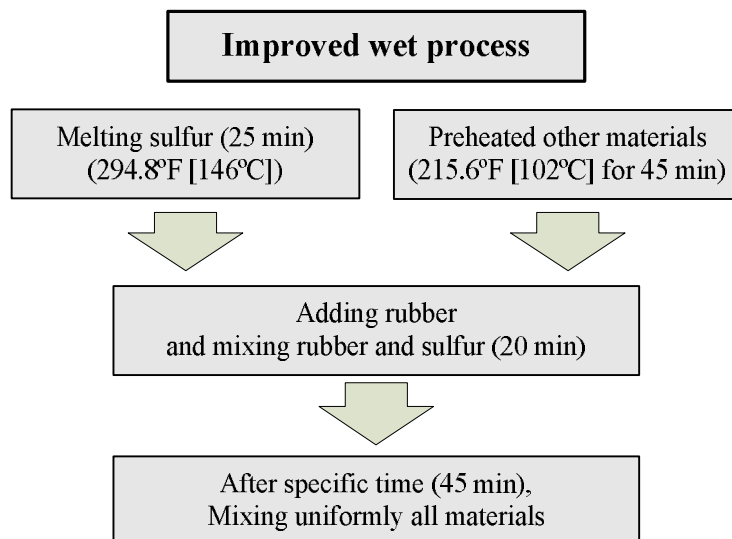 Improved wet process
Melting sulfur (25 min)
(294.8ºF [146ºC])
Preheated other materials
(215.6ºF [102ºC] for 45 min)
Adding rubber
and mixing rubber and sulfur (20 min)
After specific time (45 min),
Mixing uniformly all materials